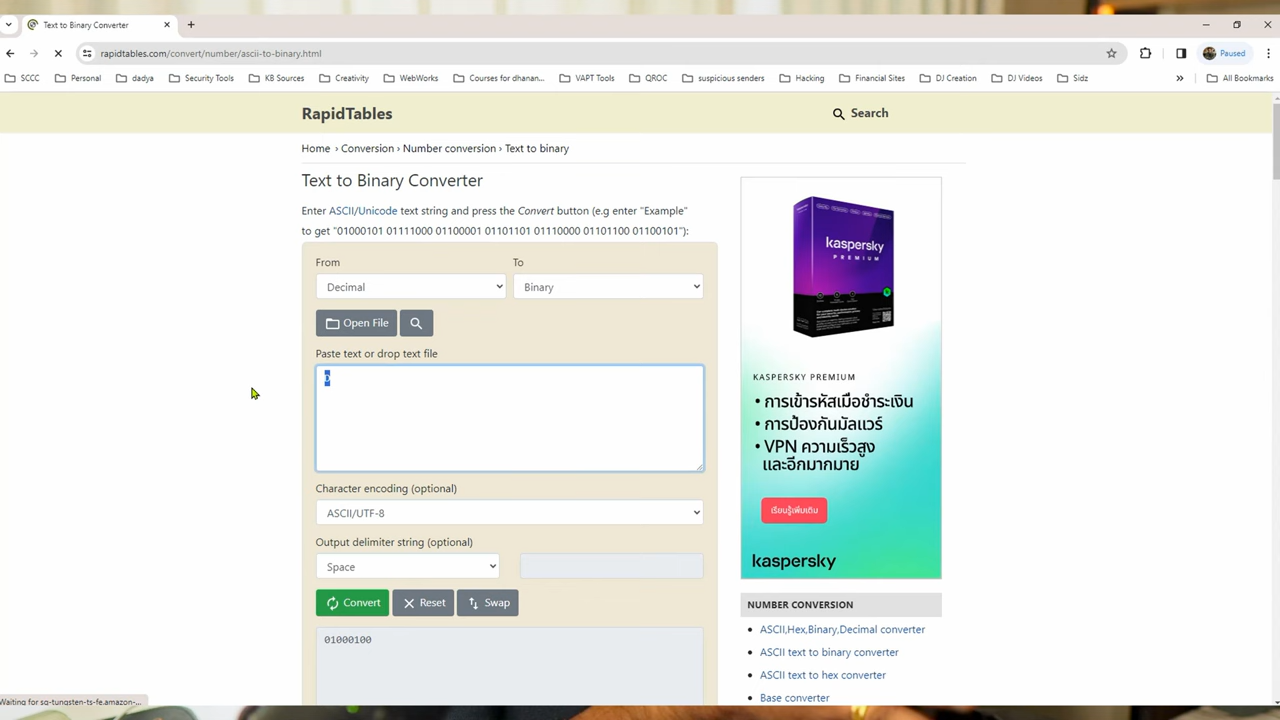 Text to Binary Converter
rapidtables.com/convert/number/ascii-to-binary.html
Paused
SCCC
Personal
dadya
Security Tools
KB Sources
Creativity
WebWorks
Courses for dhanan...
VAPT Tools
QROC
suspicious senders
Hacking
Financial Sites
DJ Creation
DJ Videos
Sidz
»
All Bookmarks
RapidTables
Search
Home › Conversion › Number conversion › Text to binary
Text to Binary Converter
Enter ASCII/Unicode text string and press the Convert button (e.g enter "Example"
to get "01000101 01111000 01100001 01101101 01110000 01101100 01100101"):
From
To
Decimal
Binary
Open File
Paste text or drop text file
D
Character encoding (optional)
ASCII/UTF-8
Output delimiter string (optional)
Space
Convert
Reset
Swap
01000100
kaspersky
PREMIUM
KASPERSKY PREMIUM
• การเข้ารหัสเมื่อชำระเงิน
• การป้องกันมัลแวร์
• VPN ความเร็วสูง
และอีกมากมาย
เรียนรู้เพิ่มเติม
kaspersky
NUMBER CONVERSION
ASCII,Hex,Binary,Decimal converter
ASCII text to binary converter
ASCII text to hex converter
Base converter
Waiting for sq-tungsten-ts-fe.amazon-...